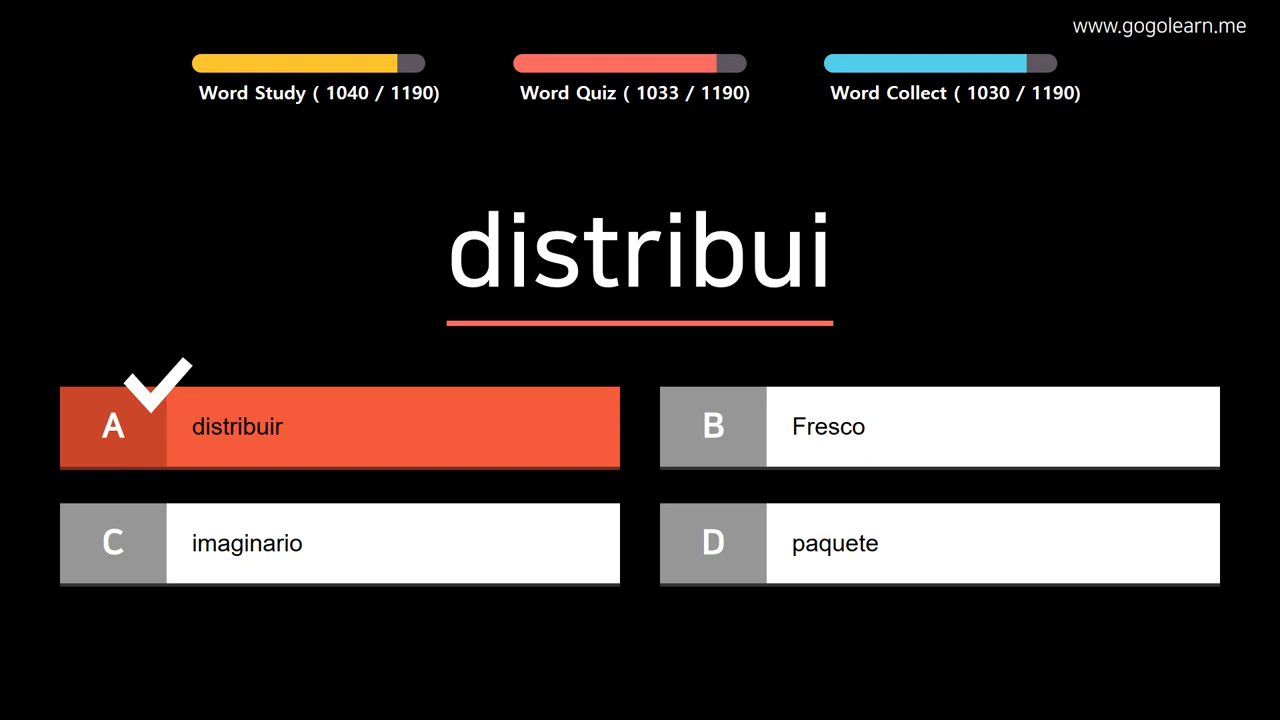 www.gogolearn.me
Word Study ( 1040 / 1190)
Word Quiz ( 1033 / 1190)
Word Collect ( 1030 / 1190)
distribui
A distribuir
B Fresco
C imaginario
D paquete